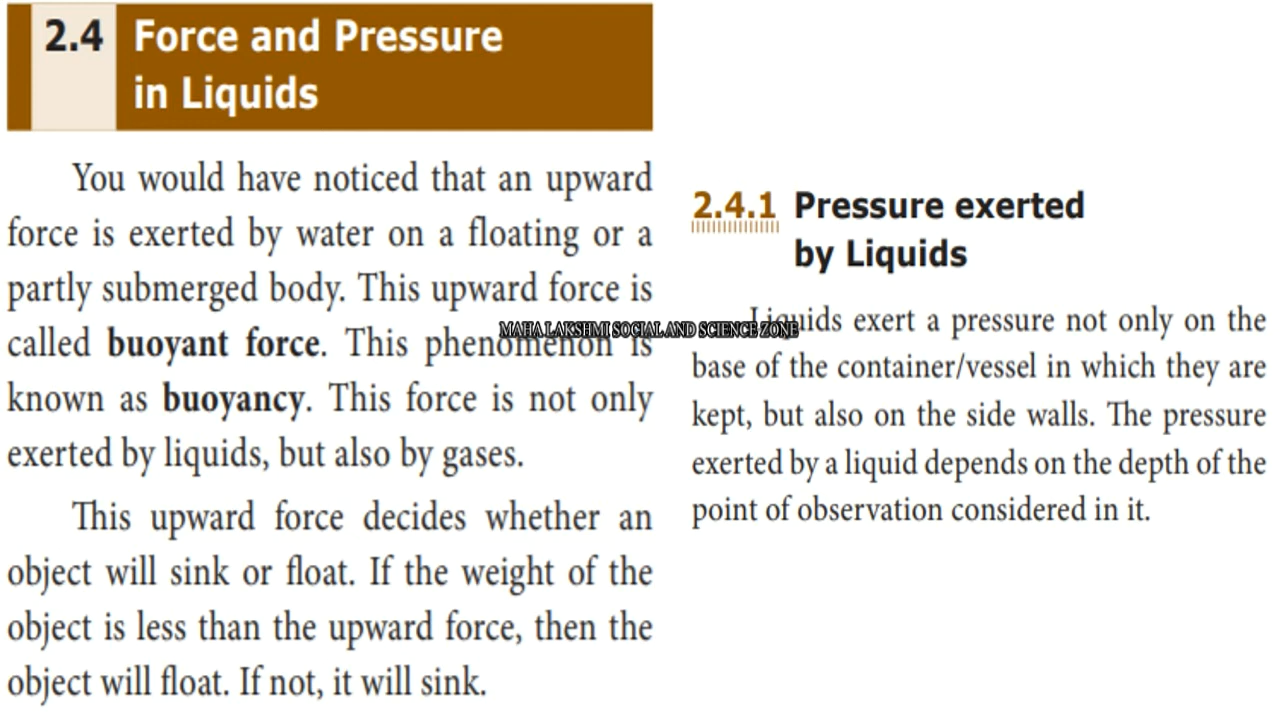 2.4 Force and Pressure
in Liquids
You would have noticed that an upward
force is exerted by water on a floating or a
partly submerged body. This upward force is
called buoyant force. This phenomenon is
known as buoyancy. This force is not only
exerted by liquids, but also by gases.
This upward force decides whether an
object will sink or float. If the weight of the
object is less than the upward force, then the
object will float. If not, it will sink.
2.4.1 Pressure exerted
by Liquids
Liquids exert a pressure not only on the
base of the container/vessel in which they are
kept, but also on the side walls. The pressure
exerted by a liquid depends on the depth of the
point of observation considered in it.
MAHA LAKSHMI SOCIAL AND SCIENCE ZONE